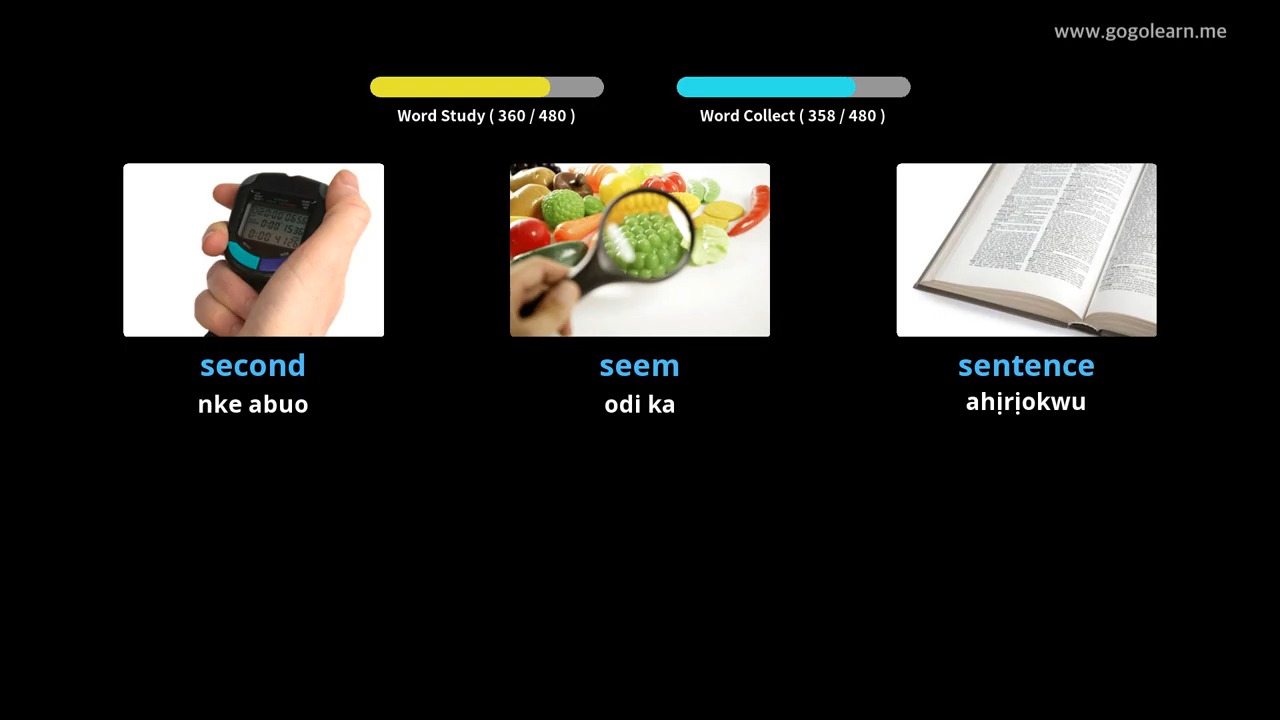 www.gogolearn.me
Word Study ( 360 / 480 )
Word Collect ( 358 / 480 )
second
seem
sentence
nke abuo
odi ka
ahịrịokwu